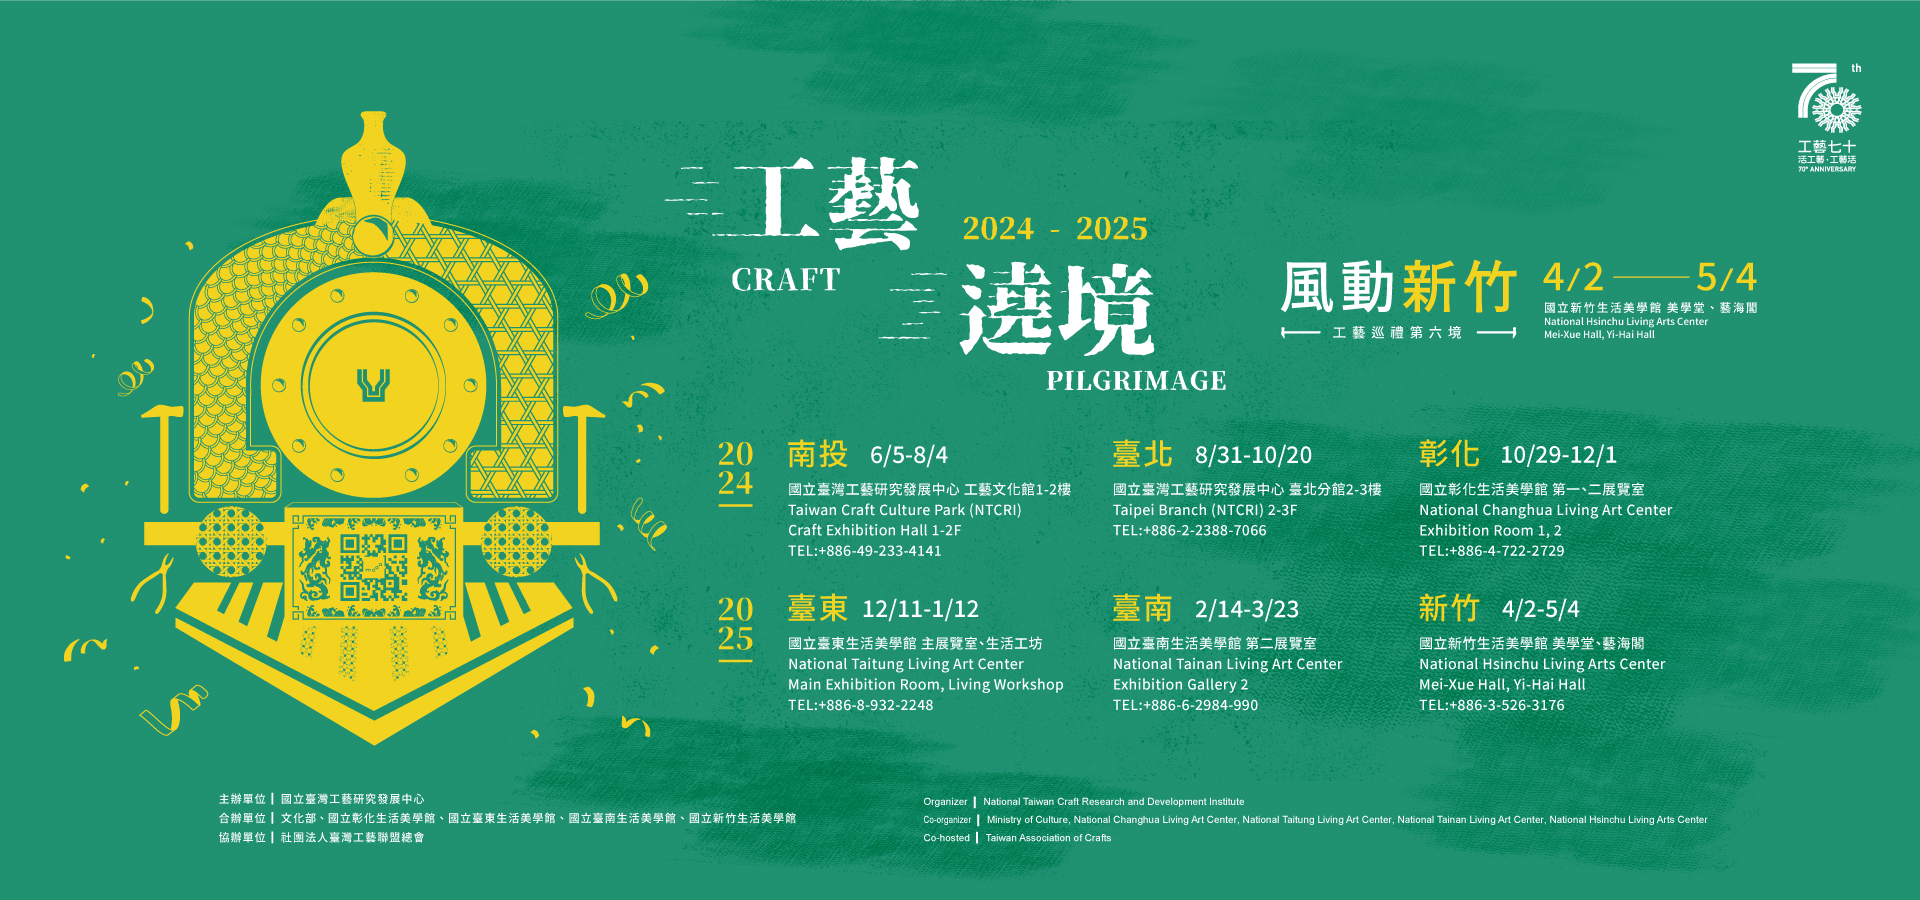 70th
工藝七十
活工藝·工藝活
70th ANNIVERSARY
工藝
CRAFT
2024 - 2025
遶境
PILGRIMAGE
風動新竹
工藝巡禮第六境
4/2 — 5/4
國立新竹生活美學館 美學堂、藝海閣
National Hsinchu Living Arts Center
Mei-Xue Hall, Yi-Hai Hall
2024
南投 6/5-8/4
國立臺灣工藝研究發展中心 工藝文化館1-2樓
Taiwan Craft Culture Park (NTCRI)
Craft Exhibition Hall 1-2F
TEL:+886-49-233-4141
臺北 8/31-10/20
國立臺灣工藝研究發展中心 臺北分館2-3樓
Taipei Branch (NTCRI) 2-3F
TEL:+886-2-2388-7066
彰化 10/29-12/1
國立彰化生活美學館 第一、二展覽室
National Changhua Living Art Center
Exhibition Room 1, 2
TEL:+886-4-722-2729
2025
臺東 12/11-1/12
國立臺東生活美學館 主展覽室、生活工坊
National Taitung Living Art Center
Main Exhibition Room, Living Workshop
TEL:+886-8-932-2248
臺南 2/14-3/23
國立臺南生活美學館 第二展覽室
National Tainan Living Art Center
Exhibition Gallery 2
TEL:+886-6-2984-990
新竹 4/2-5/4
國立新竹生活美學館 美學堂、藝海閣
National Hsinchu Living Arts Center
Mei-Xue Hall, Yi-Hai Hall
TEL:+886-3-526-3176
主辦單位 | 國立臺灣工藝研究發展中心
合辦單位 | 文化部、國立彰化生活美學館、國立臺東生活美學館、國立臺南生活美學館、國立新竹生活美學館
協辦單位 | 社團法人臺灣工藝聯盟總會
Organizer | National Taiwan Craft Research and Development Institute
Co-organizer | Ministry of Culture, National Changhua Living Art Center, National Taitung Living Art Center, National Tainan Living Art Center, National Hsinchu Living Arts Center
Co-hosted | Taiwan Association of Crafts